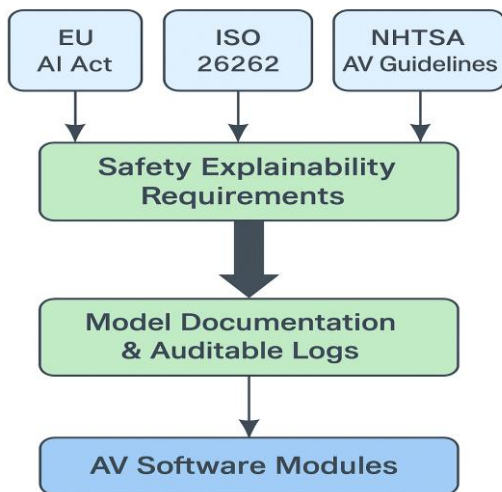 EU
AI Act
ISO
26262
NHTSA
AV Guidelines
Safety Explainability
Requirements
Model Documentation
& Auditable Logs
AV Software Modules